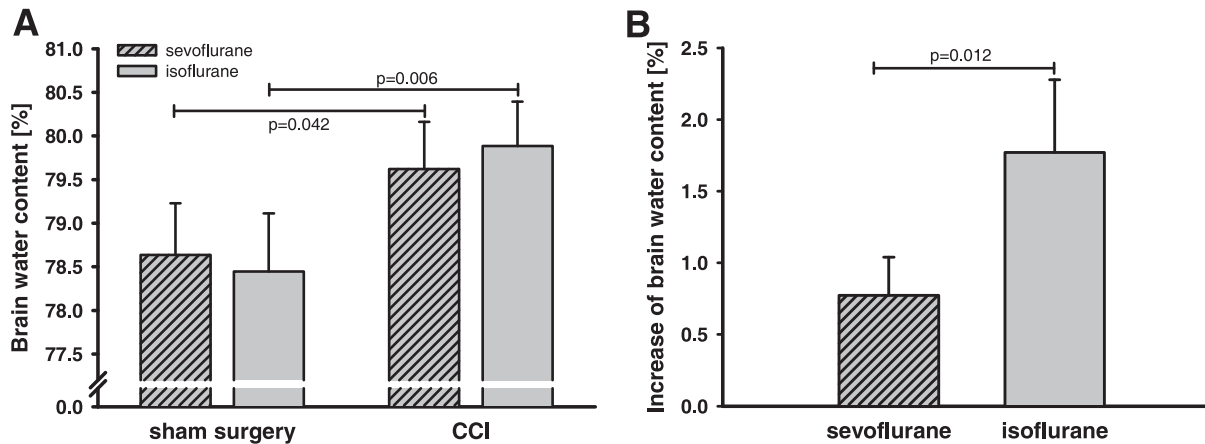 A
Brain water content [%]
81.0
80.5
80.0
79.5
79.0
78.5
78.0
77.5
0.0
sevoflurane
isoflurane
p=0.006
p=0.042
sham surgery
CCI
B
Increase of brain water content [%]
2.5
2.0
1.5
1.0
0.5
0.0
p=0.012
sevoflurane
isoflurane